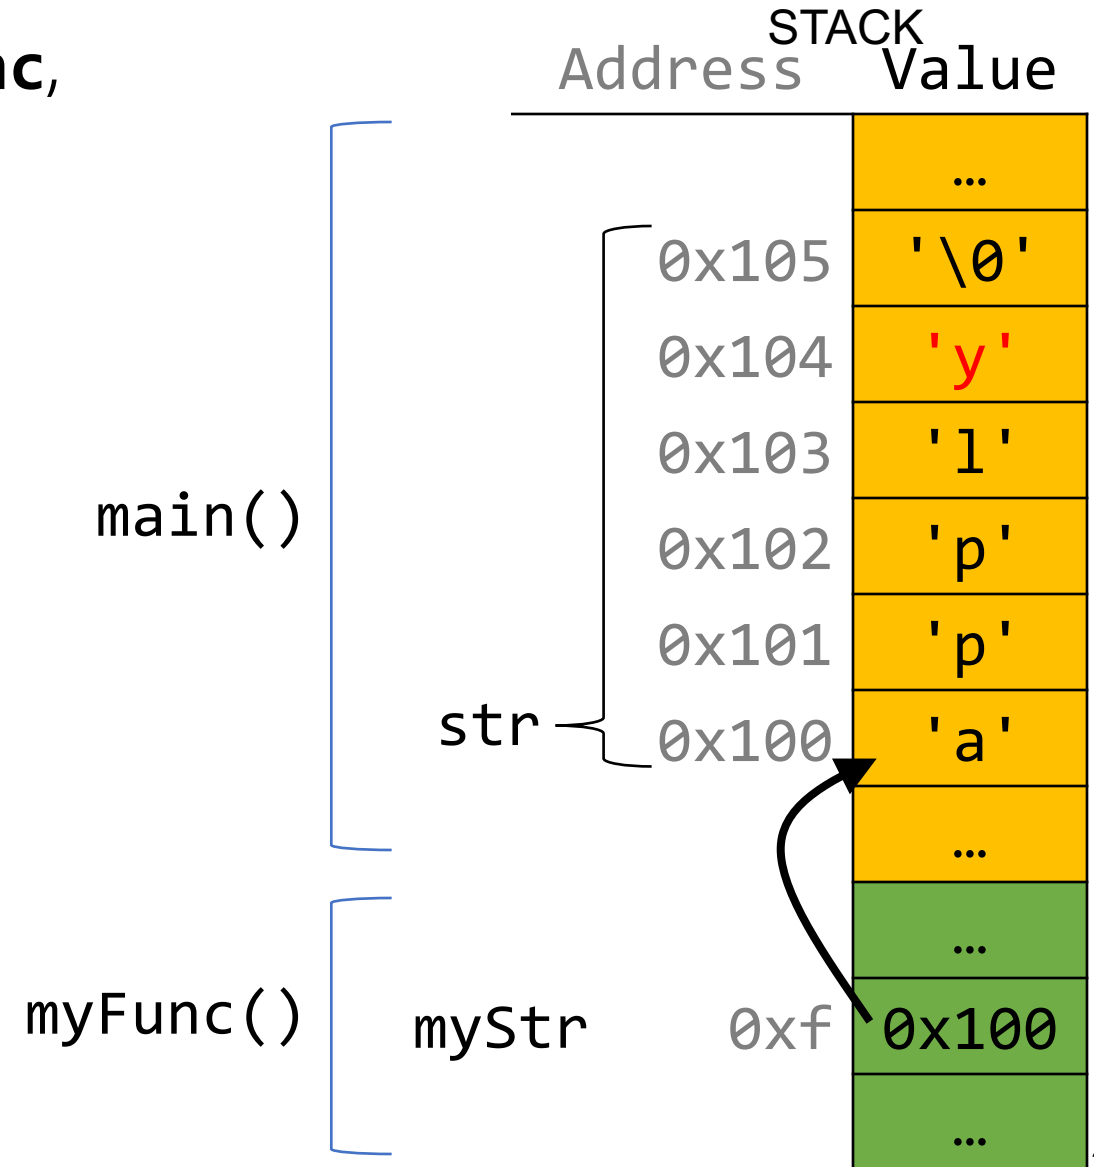 STACK
nc,
Address Value
…
0x105 '\0'
0x104 'y'
0x103 'l'
main()
0x102 'p'
0x101 'p'
str 0x100 'a'
…
…
myFunc() myStr 0xf 0x100
…